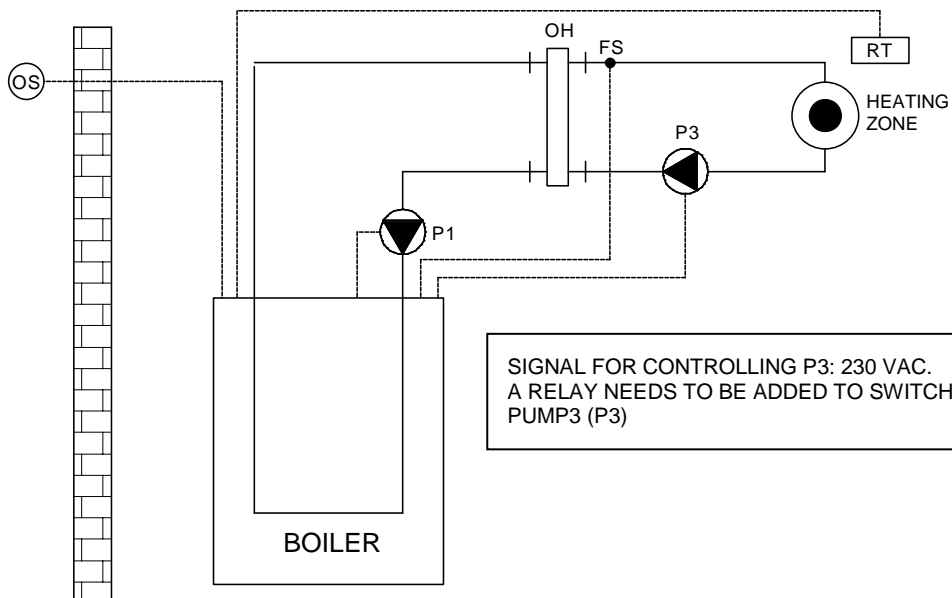 OH
FS
RT
OS
HEATING
ZONE
P3
P1
SIGNAL FOR CONTROLLING P3: 230 VAC.
A RELAY NEEDS TO BE ADDED TO SWITCH
PUMP3 (P3)
BOILER